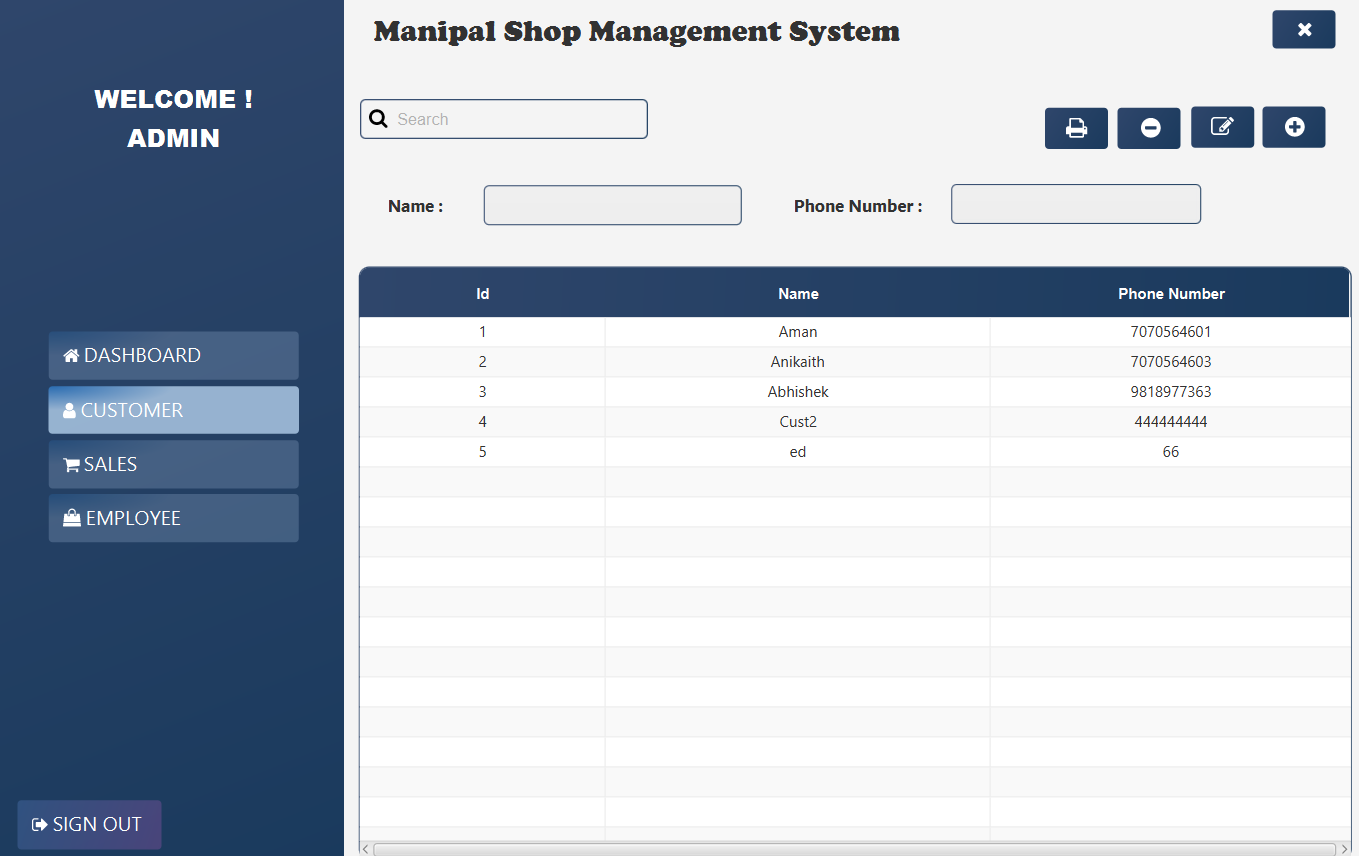 WELCOME !
ADMIN
DASHBOARD
CUSTOMER
SALES
EMPLOYEE
SIGN OUT
Manipal Shop Management System
Search
Name :
Phone Number :
Id Name Phone Number
1 Aman 7070564601
2 Anikaith 7070564603
3 Abhishek 9818977363
4 Cust2 444444444
5 ed 66